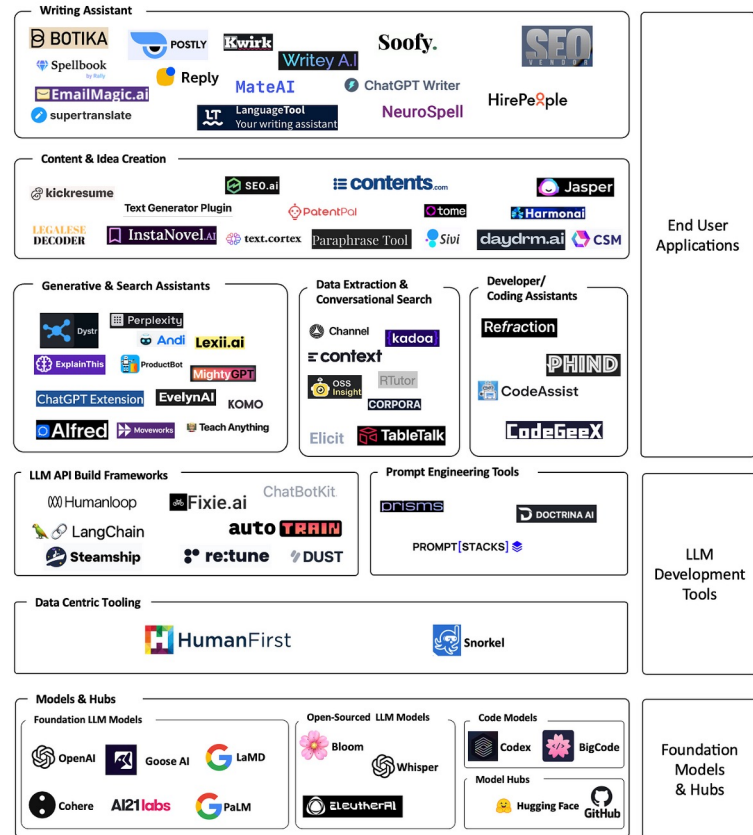 Writing Assistant
BOTIKA
POSTLY
Kwirk
Writey A.I
Soofy.
SEO
VENDOR
Spellbook
by Rally
Reply
MateAI
ChatGPT Writer
EmailMagic.ai
HirePeople
supertranslate
LT LanguageTool
Your writing assistant
NeuroSpell
Content & Idea Creation
kickresume
SEO.ai
contents.com
Jasper
Text Generator Plugin
PatentPal
tome
Harmonai
LEGALESE
DECODER
InstaNovel.AI
text.cortex
Paraphrase Tool
Sivi
daydrm.ai
CSM
End User
Applications
Generative & Search Assistants
Dystr
Perplexity
Andi
Lexii.ai
ExplainThis
ProductBot
MightyGPT
ChatGPT Extension
EvelynAI
KOMO
Alfred
Moveworks
Teach Anything
Data Extraction &
Conversational Search
Channel
kadoa
context
OSS
Insight
RTutor
CORPORA
Elicit
TableTalk
Developer/
Coding Assistants
Refraction
PHIND
CodeAssist
CodeGeeX
LLM API Build Frameworks
Humanloop
Fixie.ai
ChatBotKit
LangChain
auto TRAIN
Steamship
re:tune
DUST
Prompt Engineering Tools
prisms
DOCTRINA AI
PROMPT[STACKS]
LLM
Development
Tools
Data Centric Tooling
HumanFirst
Snorkel
Models & Hubs
Foundation LLM Models
OpenAI
Goose AI
LaMD
Cohere
AI21labs
PaLM
Open-Sourced LLM Models
Bloom
Whisper
EleutherAI
Code Models
Codex
BigCode
Model Hubs
Hugging Face
GitHub
Foundation
Models
& Hubs